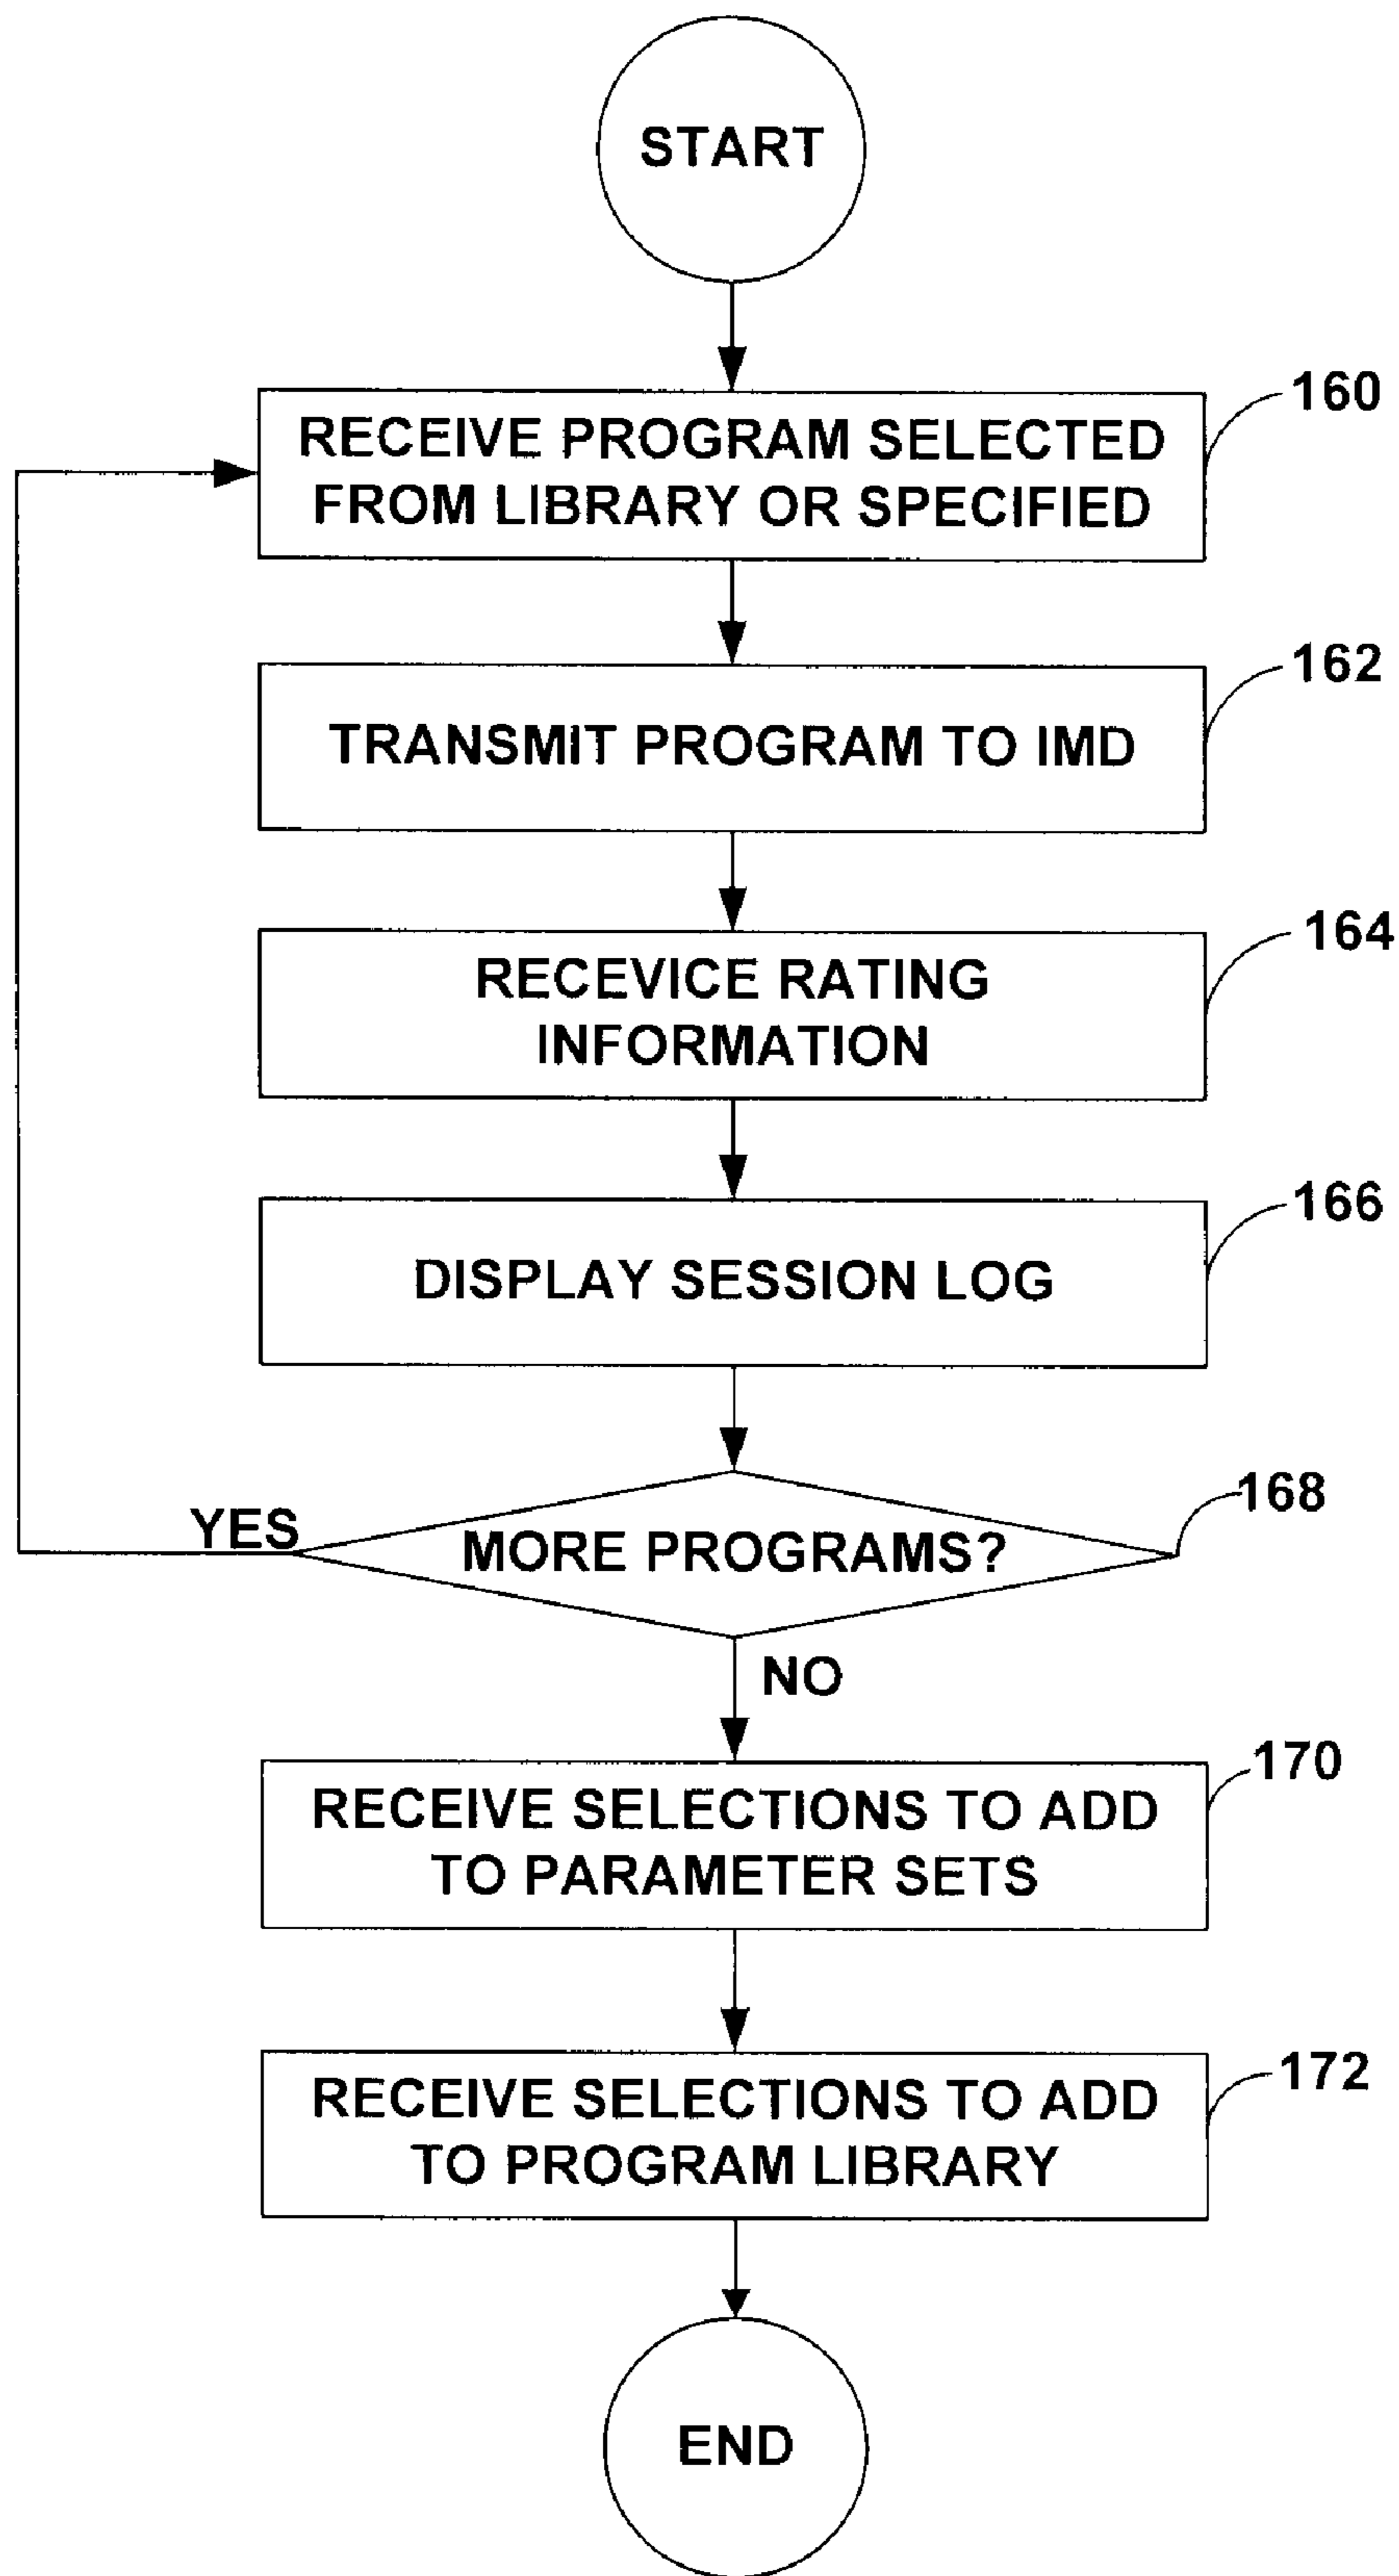 START
160
RECEIVE PROGRAM SELECTED
FROM LIBRARY OR SPECIFIED
162
TRANSMIT PROGRAM TO IMD
164
RECEVICE RATING
INFORMATION
166
DISPLAY SESSION LOG
168
YES
MORE PROGRAMS?
NO
170
RECEIVE SELECTIONS TO ADD
TO PARAMETER SETS
172
RECEIVE SELECTIONS TO ADD
TO PROGRAM LIBRARY
END